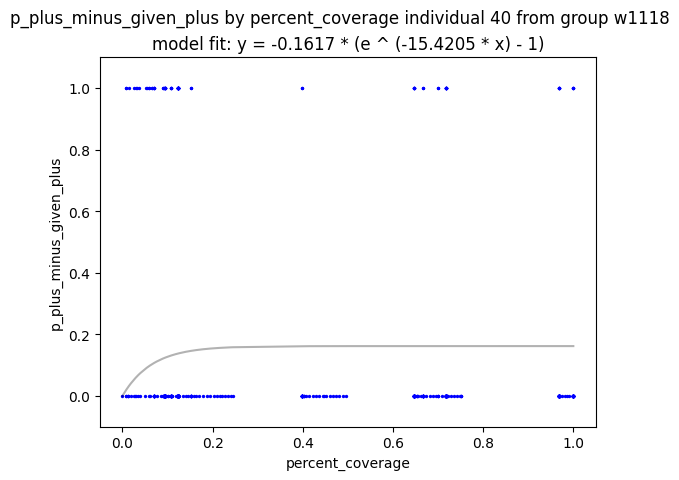 p_plus_minus_given_plus by percent_coverage individual 40 from group w1118
model fit: y = -0.1617 * (e ^ (-15.4205 * x) - 1)
1.0
0.8
0.6
0.4
0.2
0.0
p_plus_minus_given_plus
0.0 0.2 0.4 0.6 0.8 1.0
percent_coverage